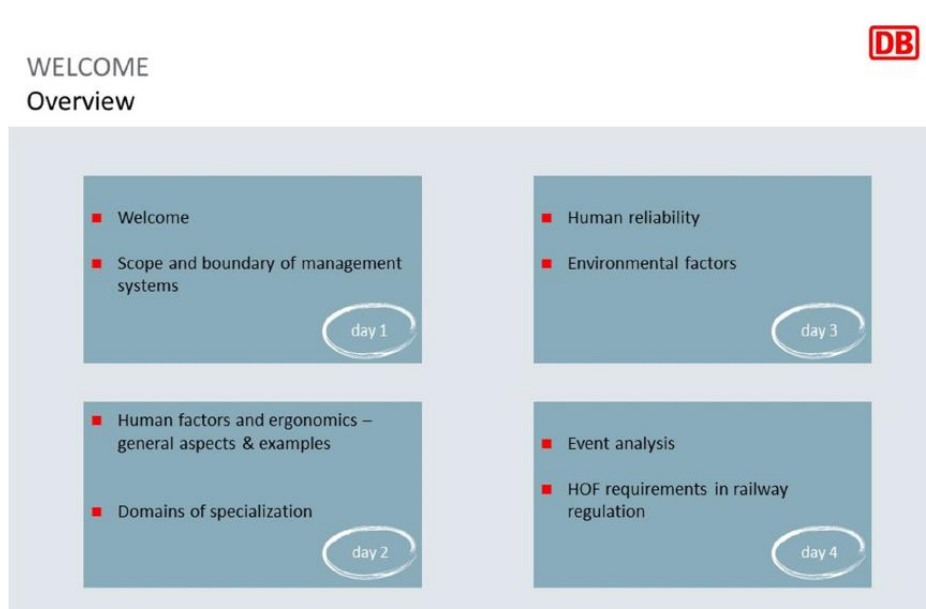 DB
WELCOME
Overview
Welcome
Scope and boundary of management
systems
day 1
Human factors and ergonomics –
general aspects & examples
Domains of specialization
day 2
Human reliability
Environmental factors
day 3
Event analysis
HOF requirements in railway
regulation
day 4